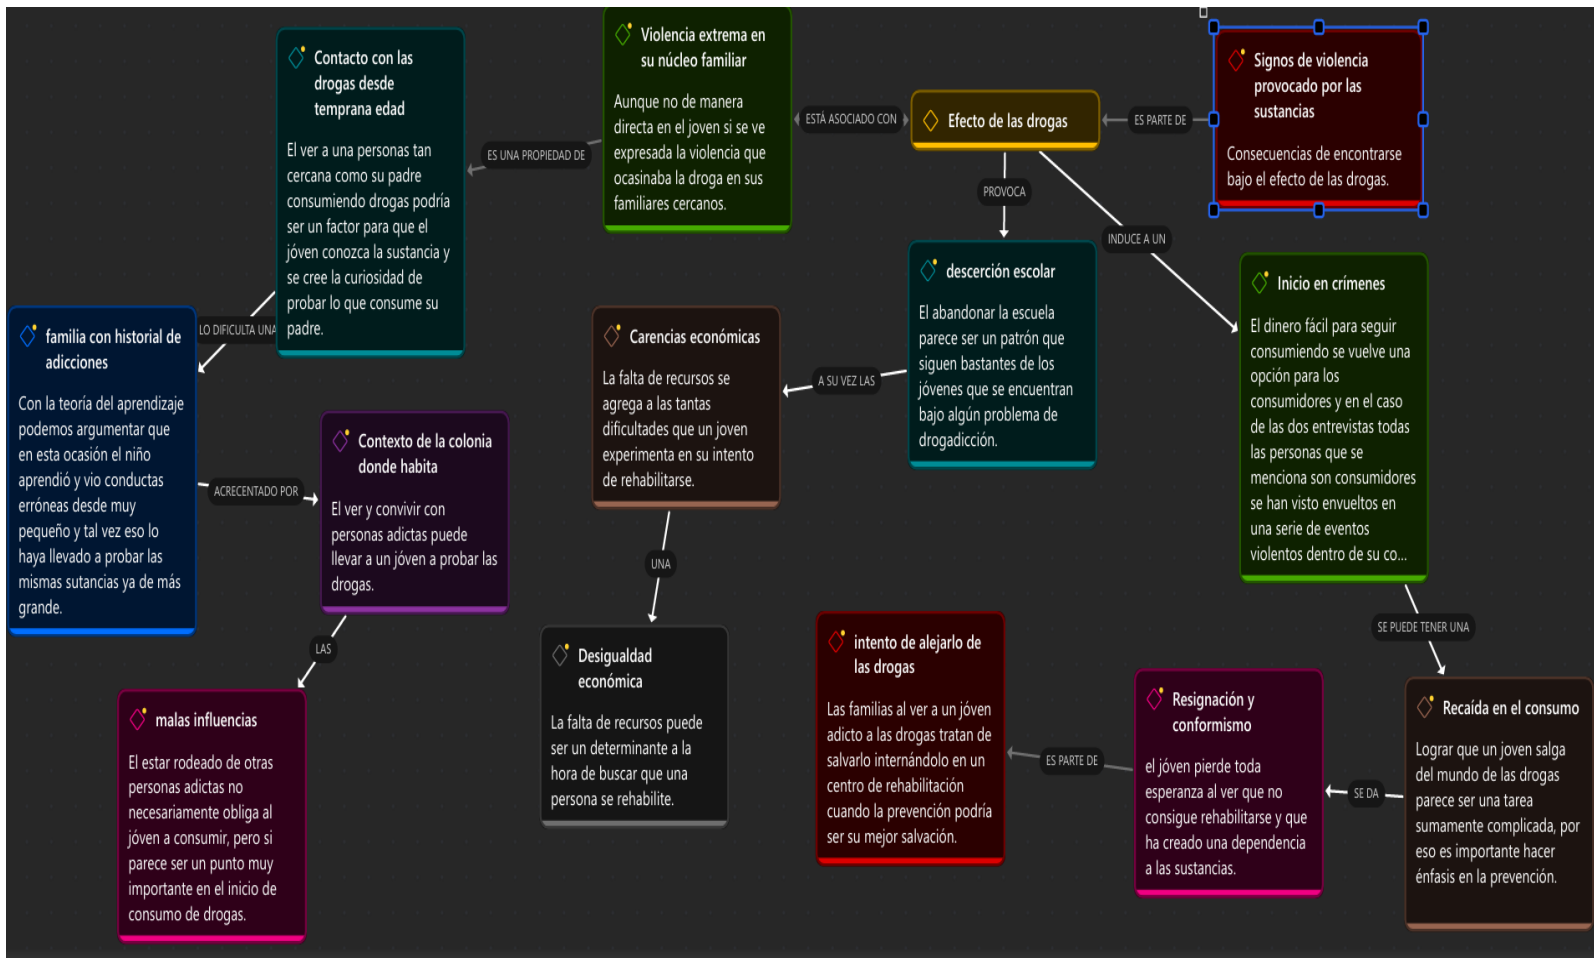 Contacto con las
drogas desde
temprana edad
El ver a una personas tan
cercana como su padre
consumiendo drogas podría
ser un factor para que el
jóven conozca la sustancia y
se cree la curiosidad de
probar lo que consume su
padre.
ES UNA PROPIEDAD DE
Violencia extrema en
su núcleo familiar
Aunque no de manera
directa en el joven si se ve
expresada la violencia que
ocasinaba la droga en sus
familiares cercanos.
ESTÁ ASOCIADO CON
Efecto de las drogas
ES PARTE DE
Signos de violencia
provocado por las
sustancias
Consecuencias de encontrarse
bajo el efecto de las drogas.
PROVOCA
INDUCE A UN
LO DIFICULTA UNA
familia con historial de
adicciones
Con la teoría del aprendizaje
podemos argumentar que
en esta ocasión el niño
aprendió y vio conductas
erróneas desde muy
pequeño y tal vez eso lo
haya llevado a probar las
mismas sutancias ya de más
grande.
ACRECENTADO POR
Contexto de la colonia
donde habita
El ver y convivir con
personas adictas puede
llevar a un jóven a probar las
drogas.
LAS
malas influencias
El estar rodeado de otras
personas adictas no
necesariamente obliga al
jóven a consumir, pero si
parece ser un punto muy
importante en el inicio de
consumo de drogas.
Carencias económicas
La falta de recursos se
agrega a las tantas
dificultades que un joven
experimenta en su intento
de rehabilitarse.
A SU VEZ LAS
descerción escolar
El abandonar la escuela
parece ser un patrón que
siguen bastantes de los
jóvenes que se encuentran
bajo algún problema de
drogadicción.
UNA
Desigualdad
económica
La falta de recursos puede
ser un determinante a la
hora de buscar que una
persona se rehabilite.
Inicio en crímenes
El dinero fácil para seguir
consumiendo se vuelve una
opción para los
consumidores y en el caso
de las dos entrevistas todas
las personas que se
menciona son consumidores
se han visto envueltos en
una serie de eventos
violentos dentro de su co...
SE PUEDE TENER UNA
intento de alejarlo de
las drogas
Las familias al ver a un jóven
adicto a las drogas tratan de
salvarlo internándolo en un
centro de rehabilitación
cuando la prevención podría
ser su mejor salvación.
ES PARTE DE
Resignación y
conformismo
el jóven pierde toda
esperanza al ver que no
consigue rehabilitarse y que
ha creado una dependencia
a las sustancias.
SE DA
Recaída en el consumo
Lograr que un joven salga
del mundo de las drogas
parece ser una tarea
sumamente complicada, por
eso es importante hacer
énfasis en la prevención.